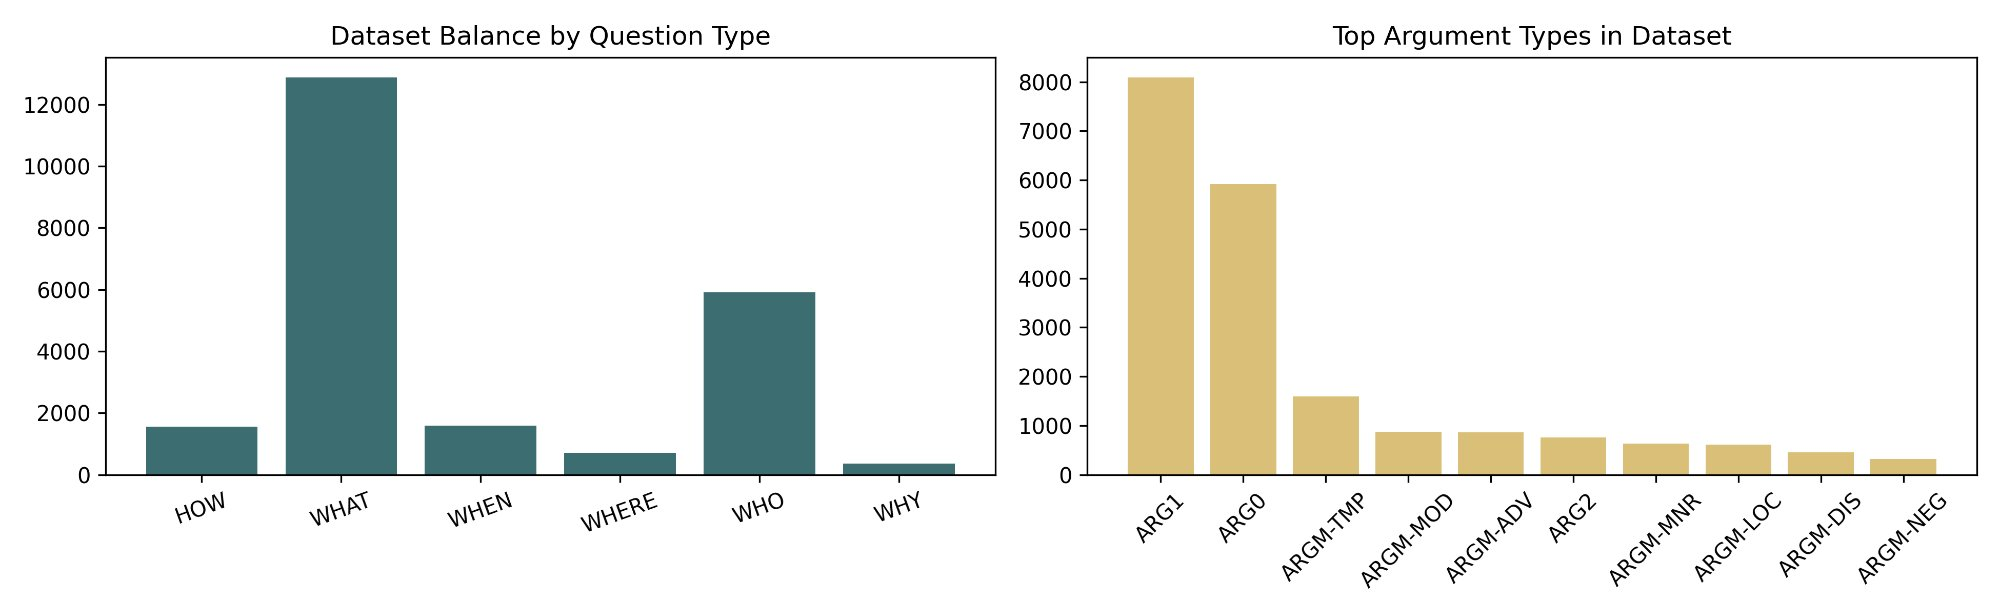 Dataset Balance by Question Type
12000
10000
8000
6000
4000
2000
0
HOW
WHAT
WHEN
WHERE
WHO
WHY
Top Argument Types in Dataset
8000
7000
6000
5000
4000
3000
2000
1000
0
ARG1
ARG0
ARGM-TMP
ARGM-MOD
ARGM-ADV
ARG2
ARGM-MNR
ARGM-LOC
ARGM-DIS
ARGM-NEG